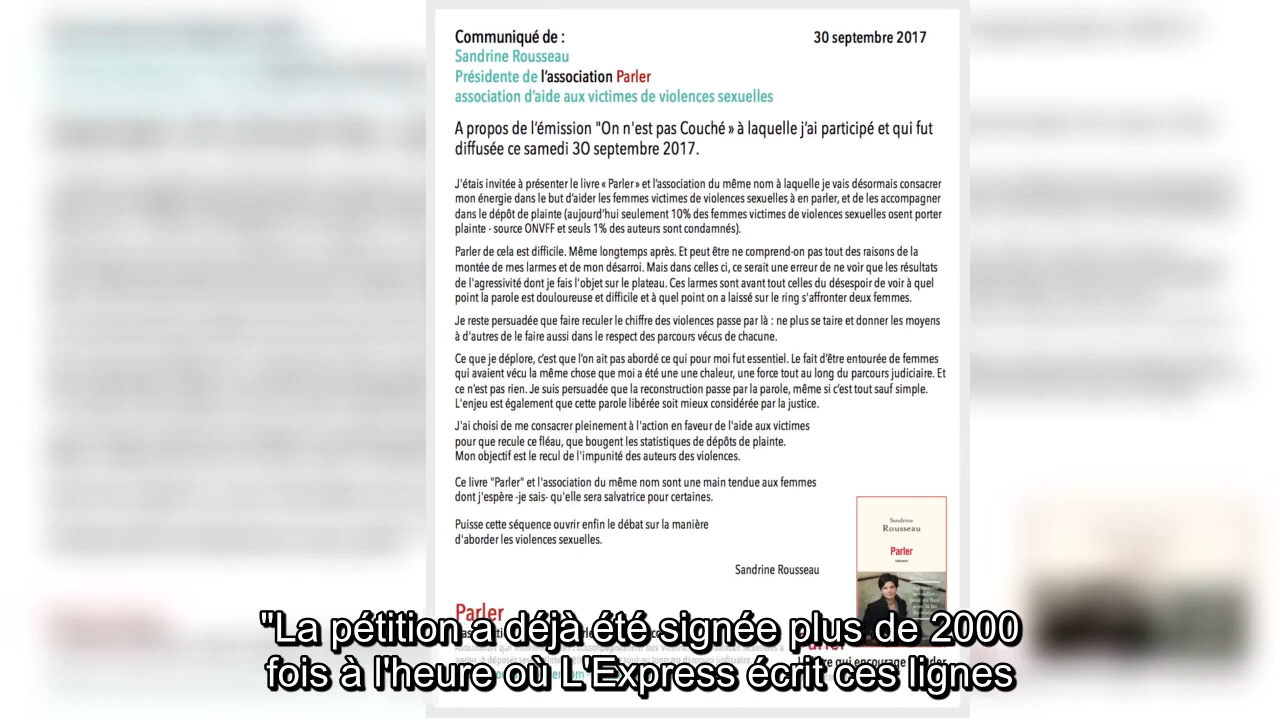 Communiqué de :
30 septembre 2017
Sandrine Rousseau
Présidente de l'association Parler
association d'aide aux victimes de violences sexuelles
A propos de l'émission "On n'est pas Couché » à laquelle j'ai participé et qui fut
diffusée ce samedi 30 septembre 2017.
J'étais invitée à présenter le livre « Parler » et l'association du même nom à laquelle je vais désormais consacrer
mon énergie dans le but d'aider les femmes victimes de violences sexuelles à en parler, et de les accompagner
dans le dépôt de plainte (aujourd'hui seulement 10% des femmes victimes de violences sexuelles osent porter
plainte - source ONVFF et seuls 1% des auteurs sont condamnés).
Parler de cela est difficile. Même longtemps après. Et peut être ne comprend-on pas tout des raisons de la
montée de mes larmes et de mon désarroi. Mais dans celles ci, ce serait une erreur de ne voir que les résultats
de l'agressivité dont je fais l'objet sur le plateau. Ces larmes sont avant tout celles du désespoir de voir à quel
point la parole est douloureuse et difficile et à quel point on a laissé sur le ring s'affronter deux femmes.
Je reste persuadée que faire reculer le chiffre des violences passe par là : ne plus se taire et donner les moyens
à d'autres de le faire aussi dans le respect des parcours vécus de chacune.
Ce que je déplore, c'est que l'on ait pas abordé ce qui pour moi fut essentiel. Le fait d'être entourée de femmes
qui avaient vécu la même chose que moi a été une une chaleur, une force tout au long du parcours judiciaire. Et
ce n'est pas rien. Je suis persuadée que la reconstruction passe par la parole, même si c'est tout sauf simple.
L'enjeu est également que cette parole libérée soit mieux considérée par la justice.
J'ai choisi de me consacrer pleinement à l'action en faveur de l'aide aux victimes
pour que recule ce fléau, que bougent les statistiques de dépôts de plainte.
Mon objectif est le recul de l'impunité des auteurs des violences.
Ce livre "Parler" et l'association du même nom sont une main tendue aux femmes
dont j'espère -je sais- qu'elle sera salvatrice pour certaines.
Puisse cette séquence ouvrir enfin le débat sur la manière
d'aborder les violences sexuelles.
Sandrine Rousseau
Sandrine
Rousseau
Parler
Parler
"La pétition a déjà été signée plus de 2000
fois à l'heure où L'Express écrit ces lignes